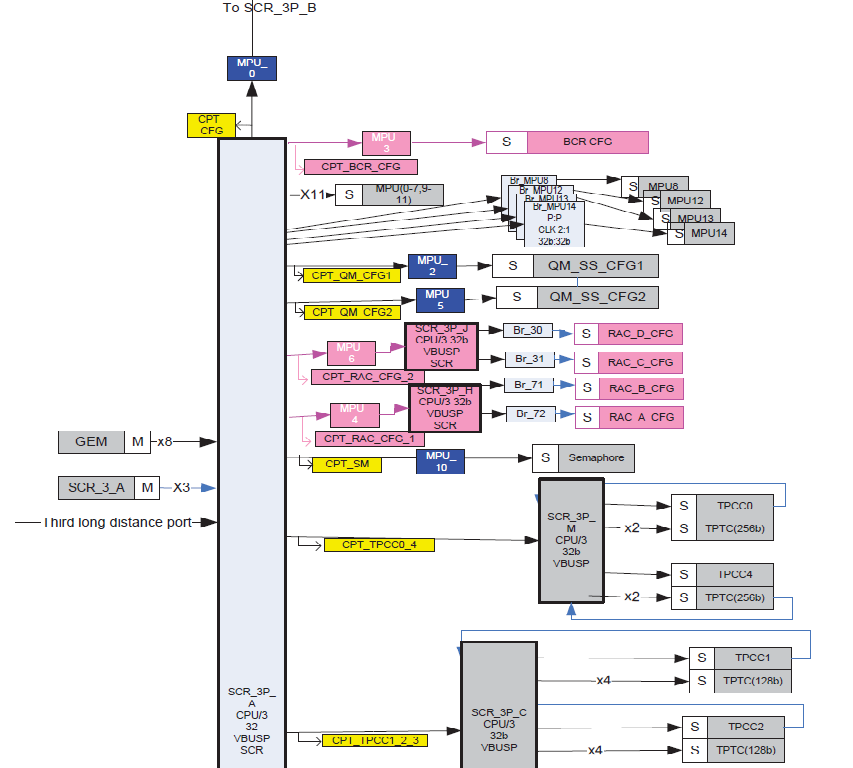 To SCR_3P_B
MPU_
0
CPT
CFG
MPU
3
S
BCR CFG
CPT_BCR_CFG
X11
S
MPU(0-7,9-
11)
Br_MPU8
Br_MPU12
Br_MPU13
Br_MPU14
P:P
CLK 2:1
32b:32b
S
MPU8
S
MPU12
S
MPU13
S
MPU14
CPT_QM_CFG1
MPU_
2
S
QM_SS_CFG1
CPT_QM_CFG2
MPU
5
S
QM_SS_CFG2
MPU
6
SCR_3P_J
CPU/3 32b
VBUSP
SCR
Br_30
S
RAC_D_CFG
Br_31
S
RAC_C_CFG
CPT_RAC_CFG_2
MPU
4
SCR_3P_H
CPU/3 32b
VBUSP
SCR
Br_71
S
RAC_B_CFG
Br_72
S
RAC_A_CFG
CPT_RAC_CFG_1
GEM
M
x8
CPT_SM
MPU_
10
S
Semaphore
SCR_3_A
M
X3
Third long distance port
CPT_TPCC0_4
SCR_3P_
M
CPU/3
32b
VBUSP
S
TPCC0
x2
S
TPTC(256b)
S
TPCC4
x2
S
TPTC(256b)
SCR_3P_
A
CPU/3
32
VBUSP
SCR
CPT_TPCC1_2_3
SCR_3P_C
CPU/3
32b
VBUSP
S
TPCC1
x4
S
TPTC(128b)
S
TPCC2
x4
S
TPTC(128b)